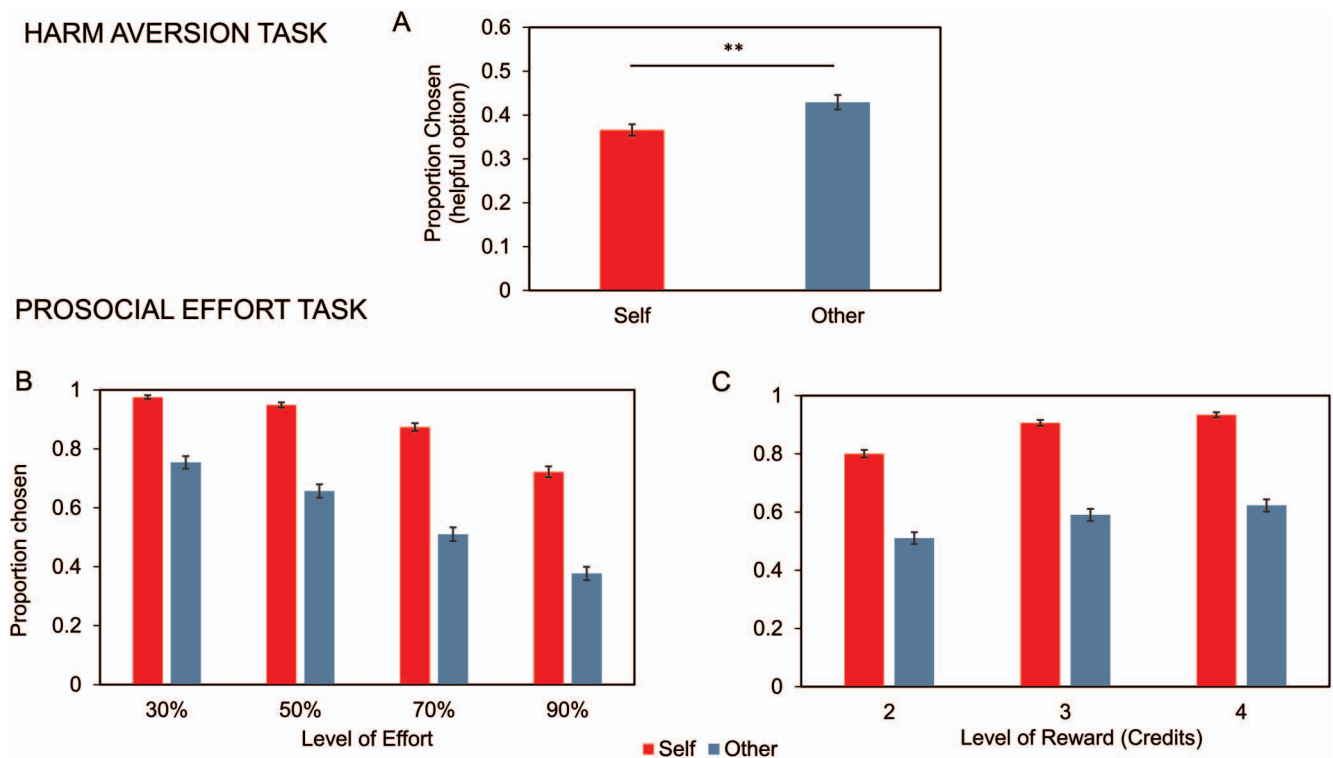 HARM AVERSION TASK
A
0.6
0.5
0.4
0.3
0.2
0.1
0
**
Proportion Chosen
(helpful option)
Self
Other
PROSOCIAL EFFORT TASK
B
1
0.8
0.6
0.4
0.2
0
Proportion chosen
30%
50%
70%
90%
Level of Effort
C
1
0.8
0.6
0.4
0.2
0
2
3
4
Level of Reward (Credits)
Self
Other